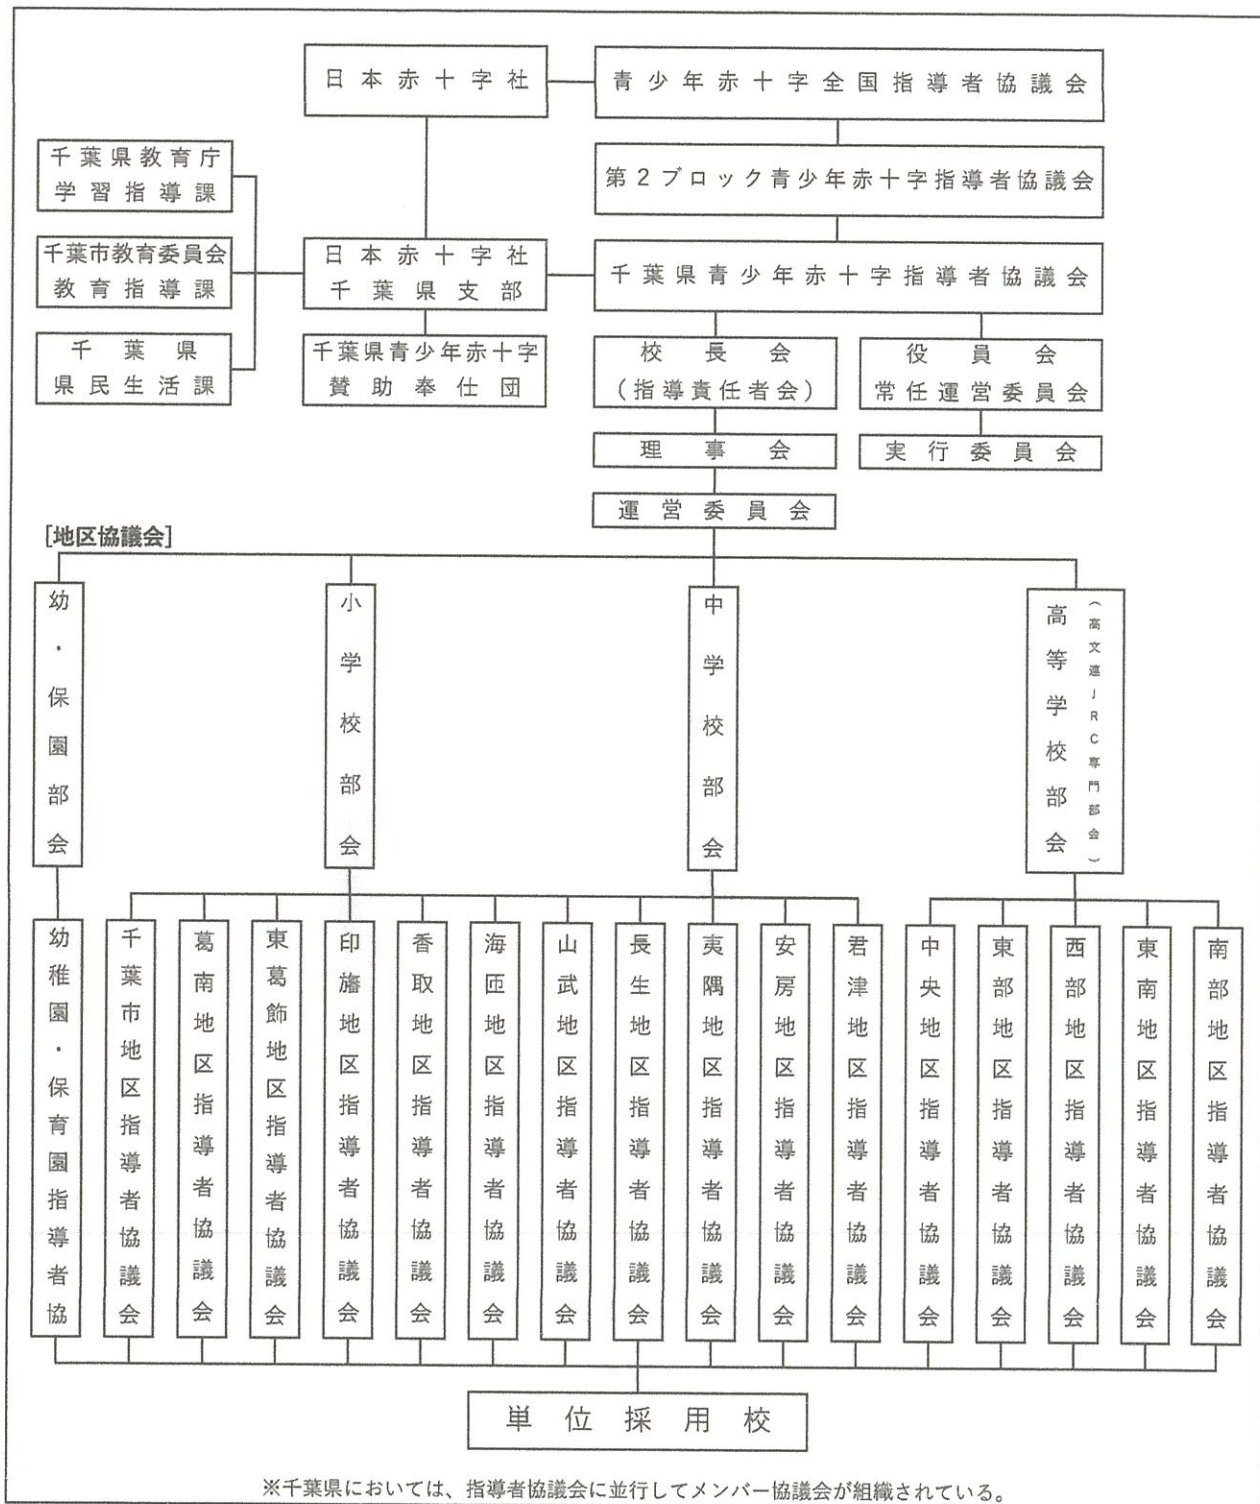 日本赤十字社
青少年赤十字全国指導者協議会
千葉県教育庁
学習指導課
第2ブロック青少年赤十字指導者協議会
千葉市教育委員会
教育指導課
日本赤十字社
千葉県支部
千葉県青少年赤十字指導者協議会
千葉県
県民生活課
千葉県青少年赤十字
賛助奉仕団
校長会
(指導責任者会)
役員会
常任運営委員会
理事会
実行委員会
運営委員会
[地区協議会]
幼・保園部会
小学校部会
中学校部会
高等学校部会
(高文連JRC専門部会)
幼稚園・保育園指導者協
千葉市地区指導者協議会
葛南地区指導者協議会
東葛飾地区指導者協議会
印旛地区指導者協議会
香取地区指導者協議会
海匝地区指導者協議会
山武地区指導者協議会
長生地区指導者協議会
夷隅地区指導者協議会
安房地区指導者協議会
君津地区指導者協議会
中央地区指導者協議会
東部地区指導者協議会
西部地区指導者協議会
東南地区指導者協議会
南部地区指導者協議会
単位採用校
※千葉県においては、指導者協議会に並行してメンバー協議会が組織されている。